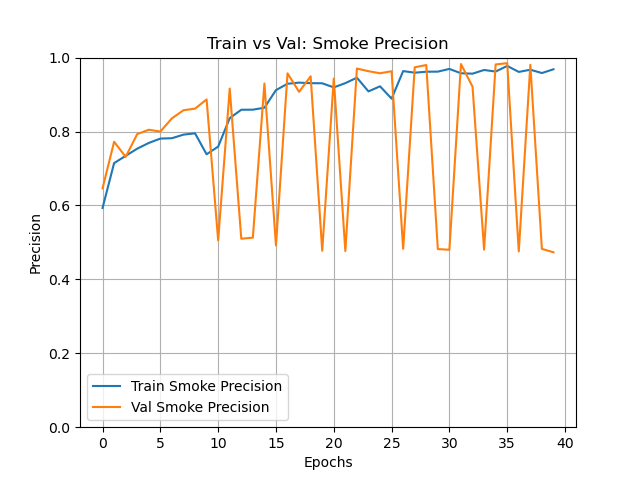 Train vs Val: Smoke Precision
1.0
0.8
0.6
0.4
0.2
0.0
Precision
Train Smoke Precision
Val Smoke Precision
0 5 10 15 20 25 30 35 40
Epochs